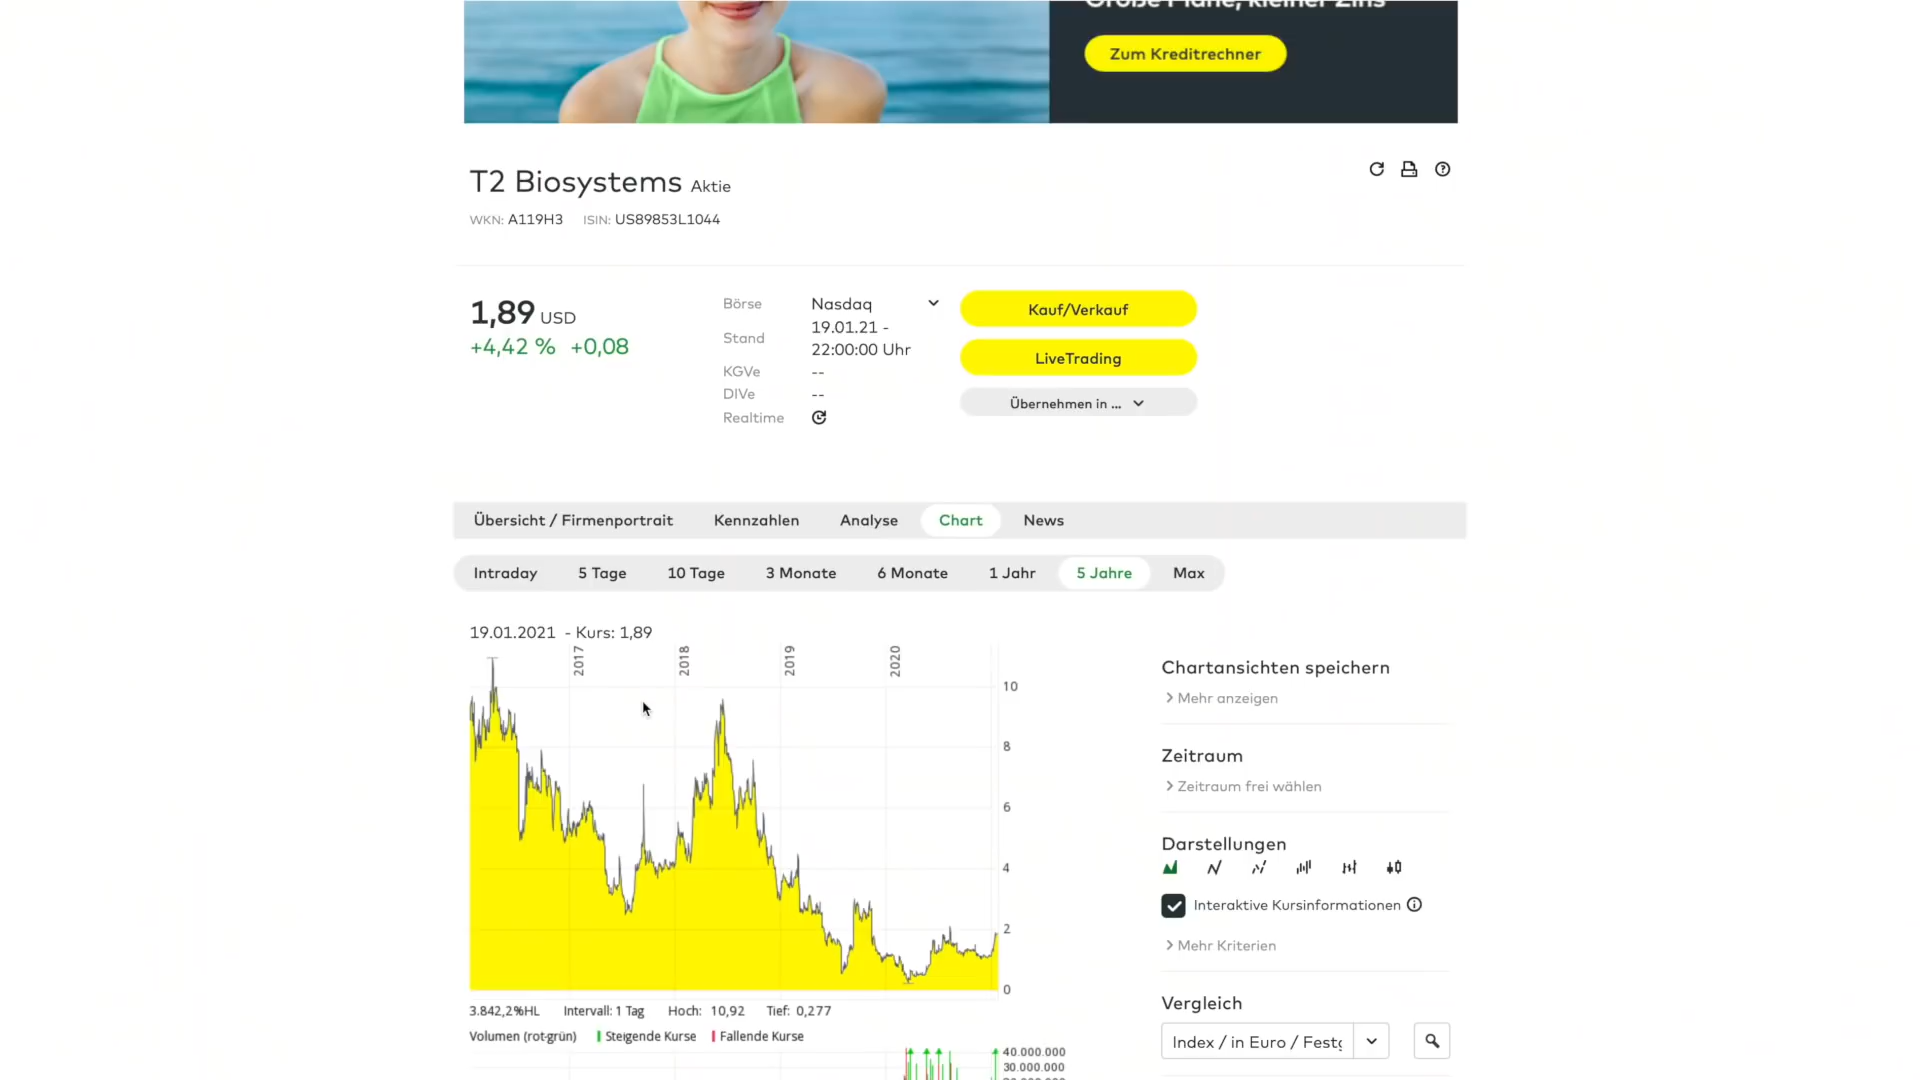 Große Pläne, kleiner Zins
Zum Kreditrechner
T2 Biosystems Aktie
WKN: A119H3 ISIN: US89853L1044
1,89 USD
+4,42 % +0,08
Börse Nasdaq
Stand 19.01.21 -
22:00:00 Uhr
KGVe --
DIVe --
Realtime
Kauf/Verkauf
LiveTrading
Übernehmen in ...
Übersicht / Firmenportrait Kennzahlen Analyse Chart News
Intraday 5 Tage 10 Tage 3 Monate 6 Monate 1 Jahr 5 Jahre Max
19.01.2021 - Kurs: 1,89
2017 2018 2019 2020
10
8
6
4
2
0
3.842,2%HL Intervall: 1 Tag Hoch: 10,92 Tief: 0,277
Volumen (rot-grün) Steigende Kurse Fallende Kurse
40.000.000
30.000.000
Chartansichten speichern
Mehr anzeigen
Zeitraum
Zeitraum frei wählen
Darstellungen
Interaktive Kursinformationen
Mehr Kriterien
Vergleich
Index / in Euro / Festg